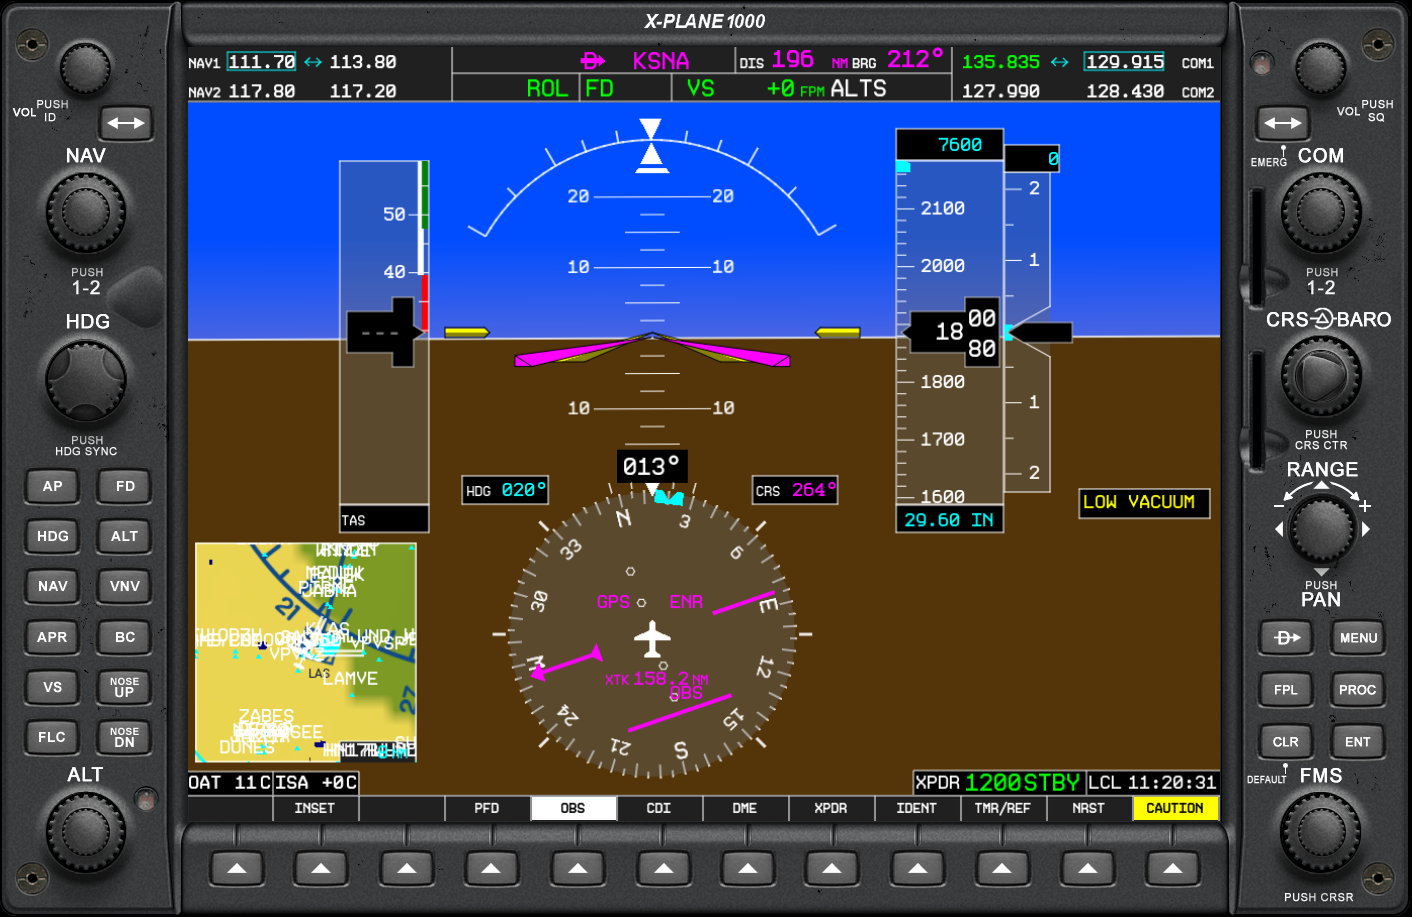 X-PLANE 1000
NAV1 111.70 ↔ 113.80
NAV2 117.80 117.20
KSNA
DIS 196 NM BRG 212°
135.835 ↔ 129.915 COM1
127.990 128.430 COM2
ROL FD VS +0 FPM ALTS
VOL PUSH ID
NAV
PUSH
1-2
HDG
PUSH
HDG SYNC
AP FD
HDG ALT
NAV VNV
APR BC
VS NOSE UP
FLC NOSE DN
ALT
50
40
---
TAS
20 20
10 10
10 10
013°
HDG 020°
CRS 264°
7600
2100
2000
18
00
80
1800
1700
1600
29.60 IN
0
2
1
1
2
LOW VACUUM
N
3
6
E
12
15
S
21
24
W
30
33
GPS ENR
XTK 158.2 NM
OBS
21
27
LAS
LAMVE
ZABES
DUNES
OAT 11C ISA +0C
XPDR 1200 STBY LCL 11:20:31
INSET PFD OBS CDI DME XPDR IDENT TMR/REF NRST CAUTION
VOL PUSH SQ
EMERG
COM
PUSH
1-2
CRS BARO
PUSH
CRS CTR
RANGE
- +
PUSH
PAN
D MENU
FPL PROC
CLR ENT
DEFAULT
FMS
PUSH CRSR